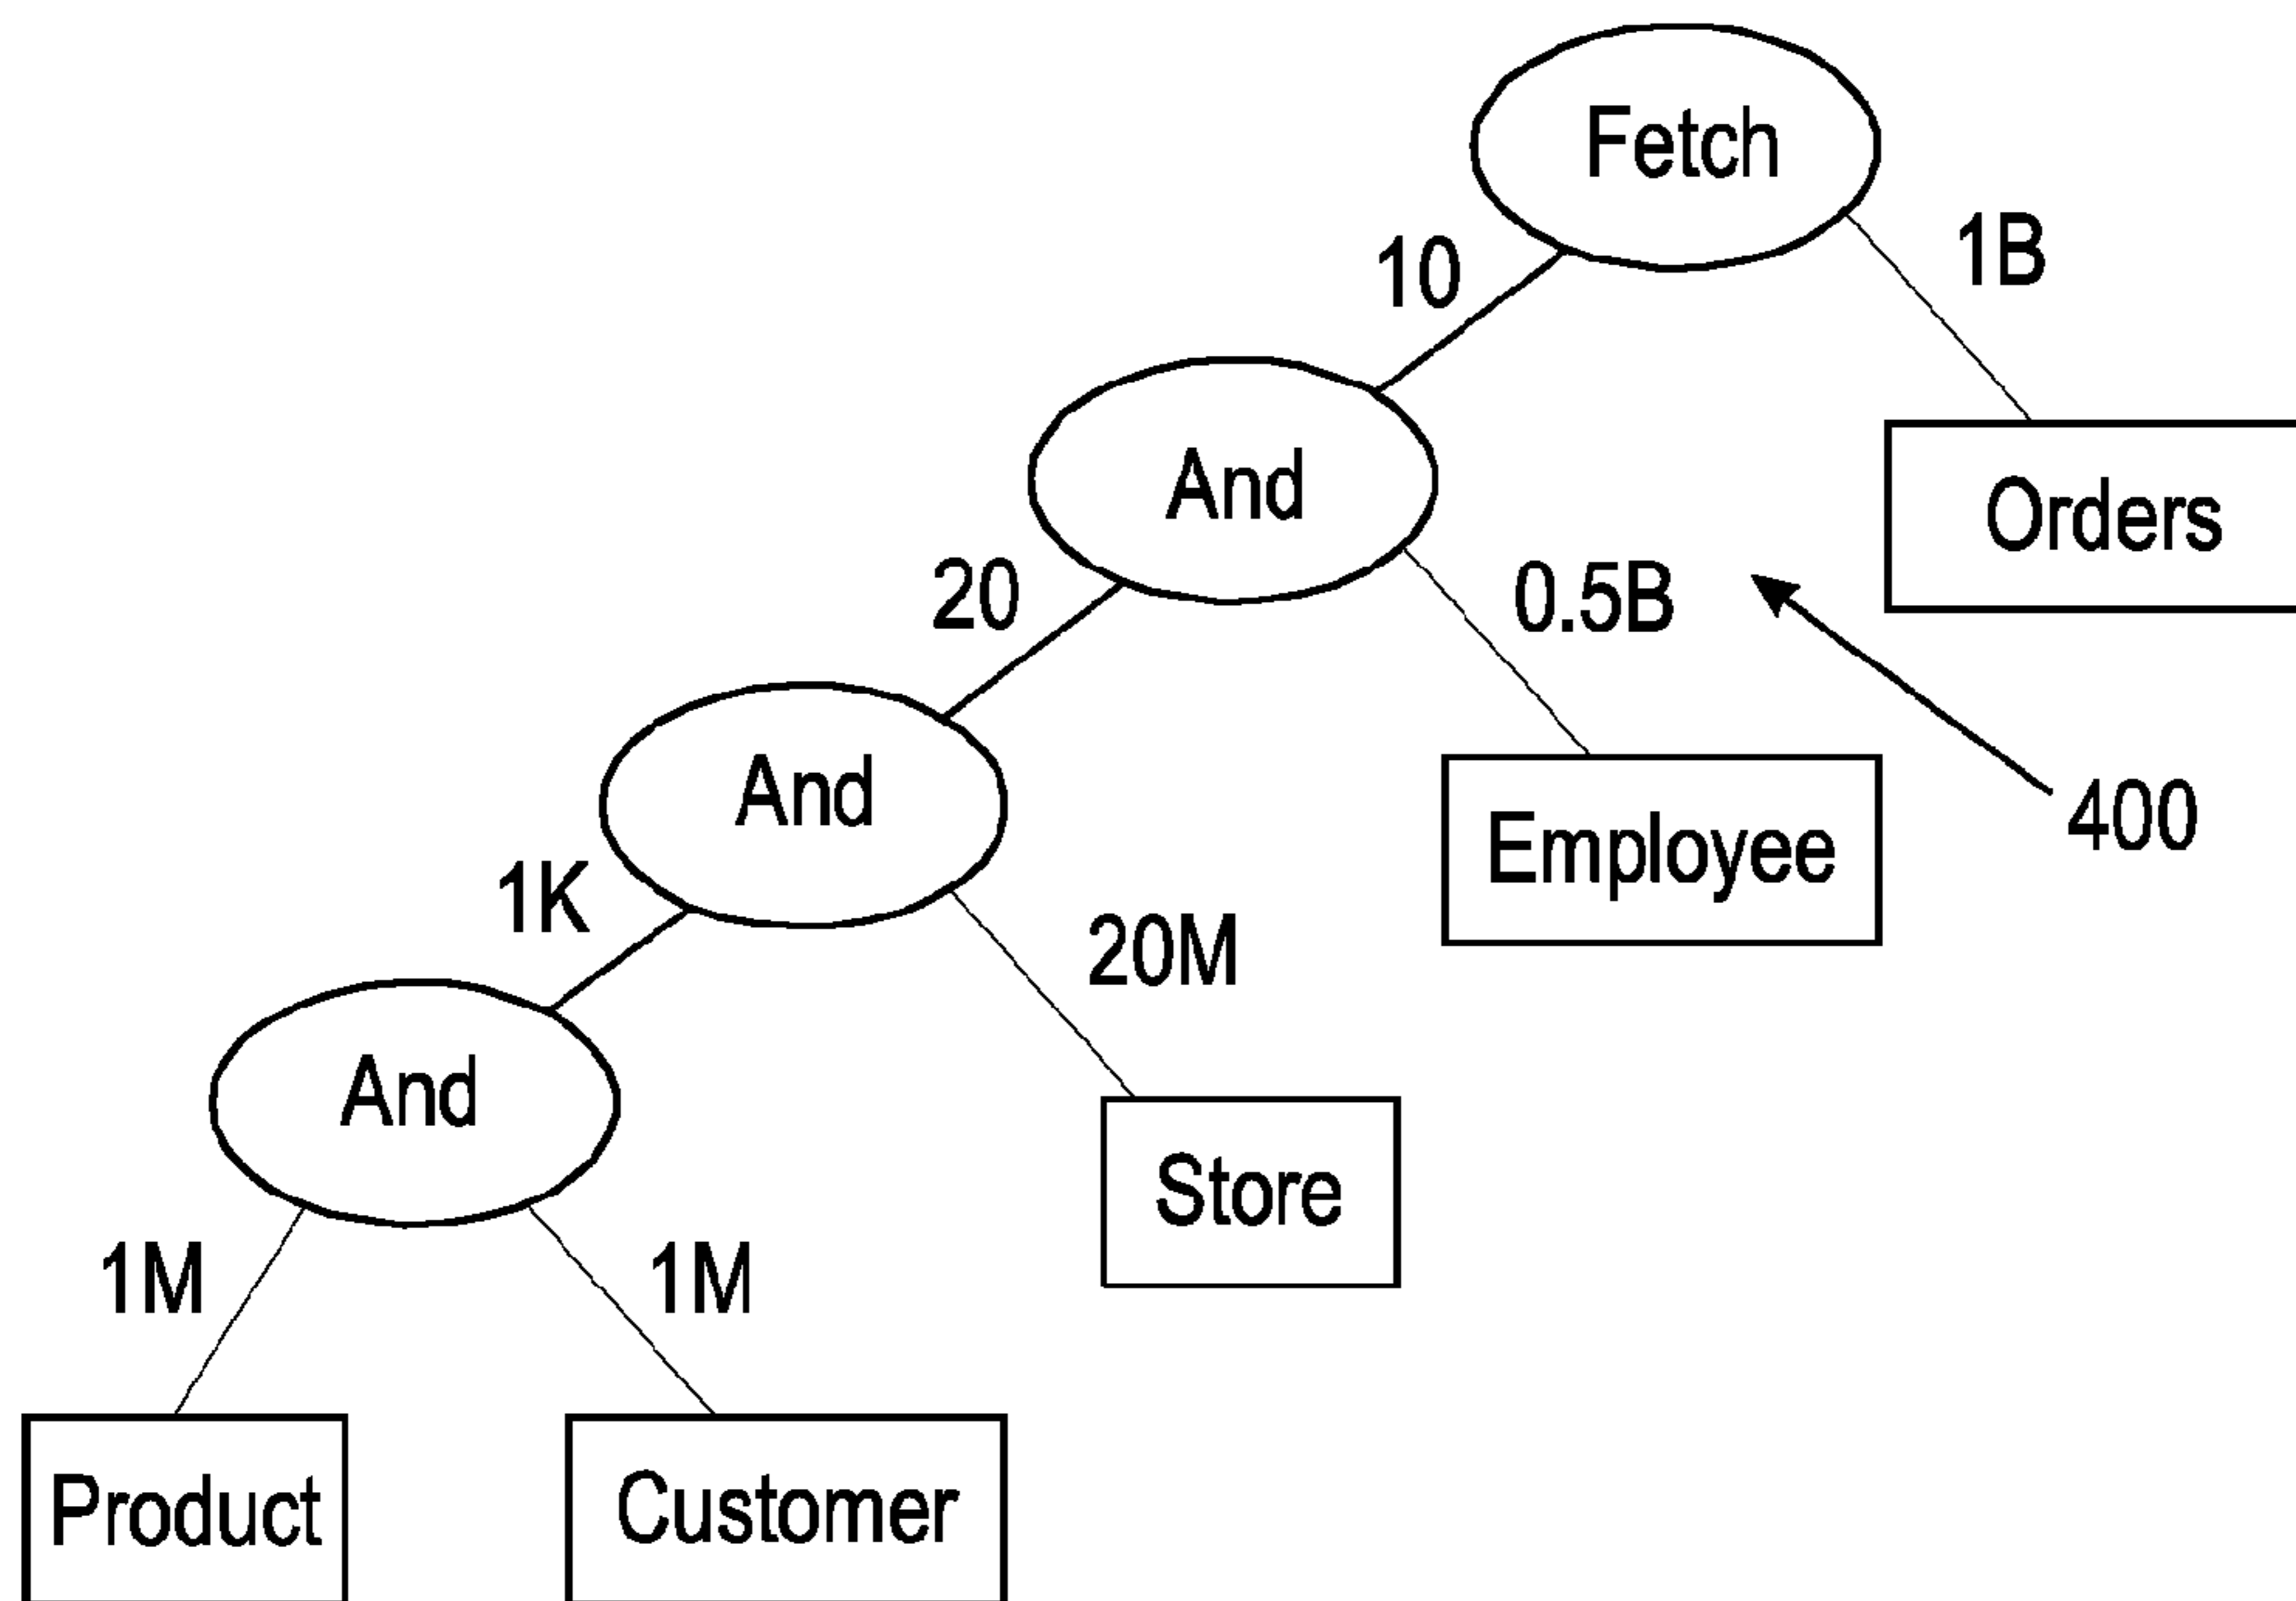 Fetch
10
1B
And
Orders
20
0.5B
And
Employee
400
1K
20M
And
Store
1M
1M
Product
Customer